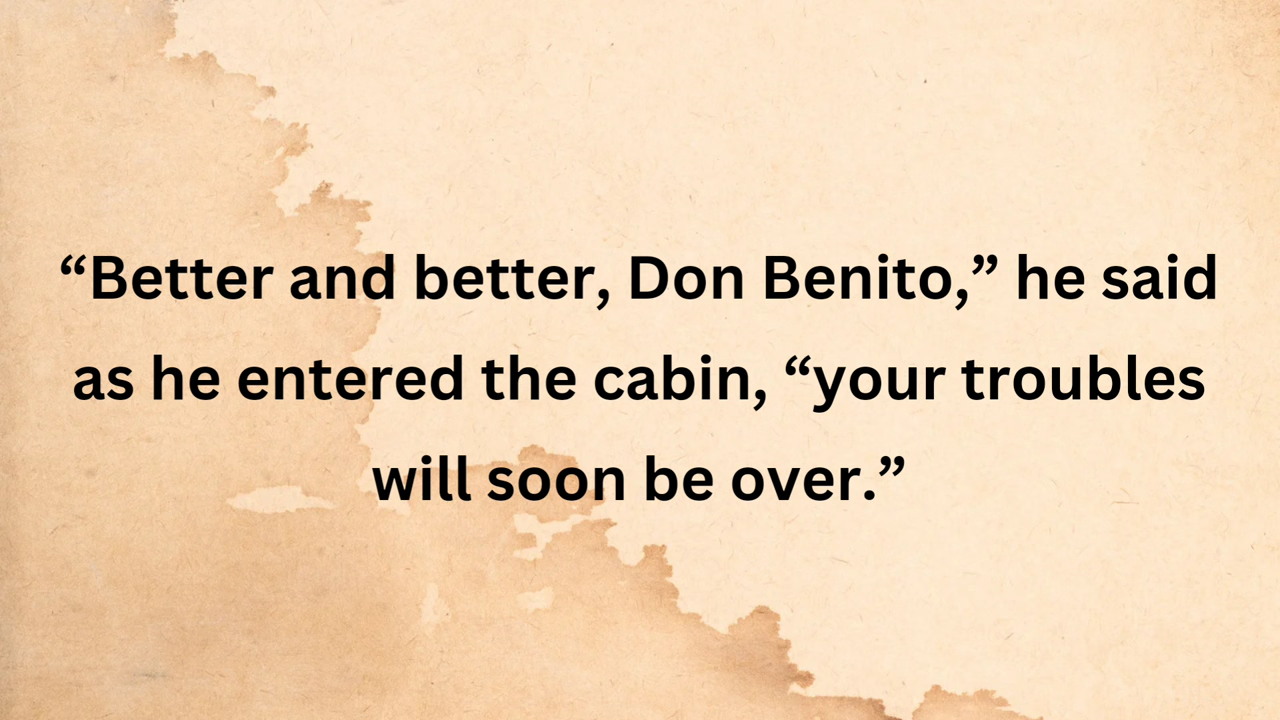 “Better and better, Don Benito,” he said
as he entered the cabin, “your troubles
will soon be over.”